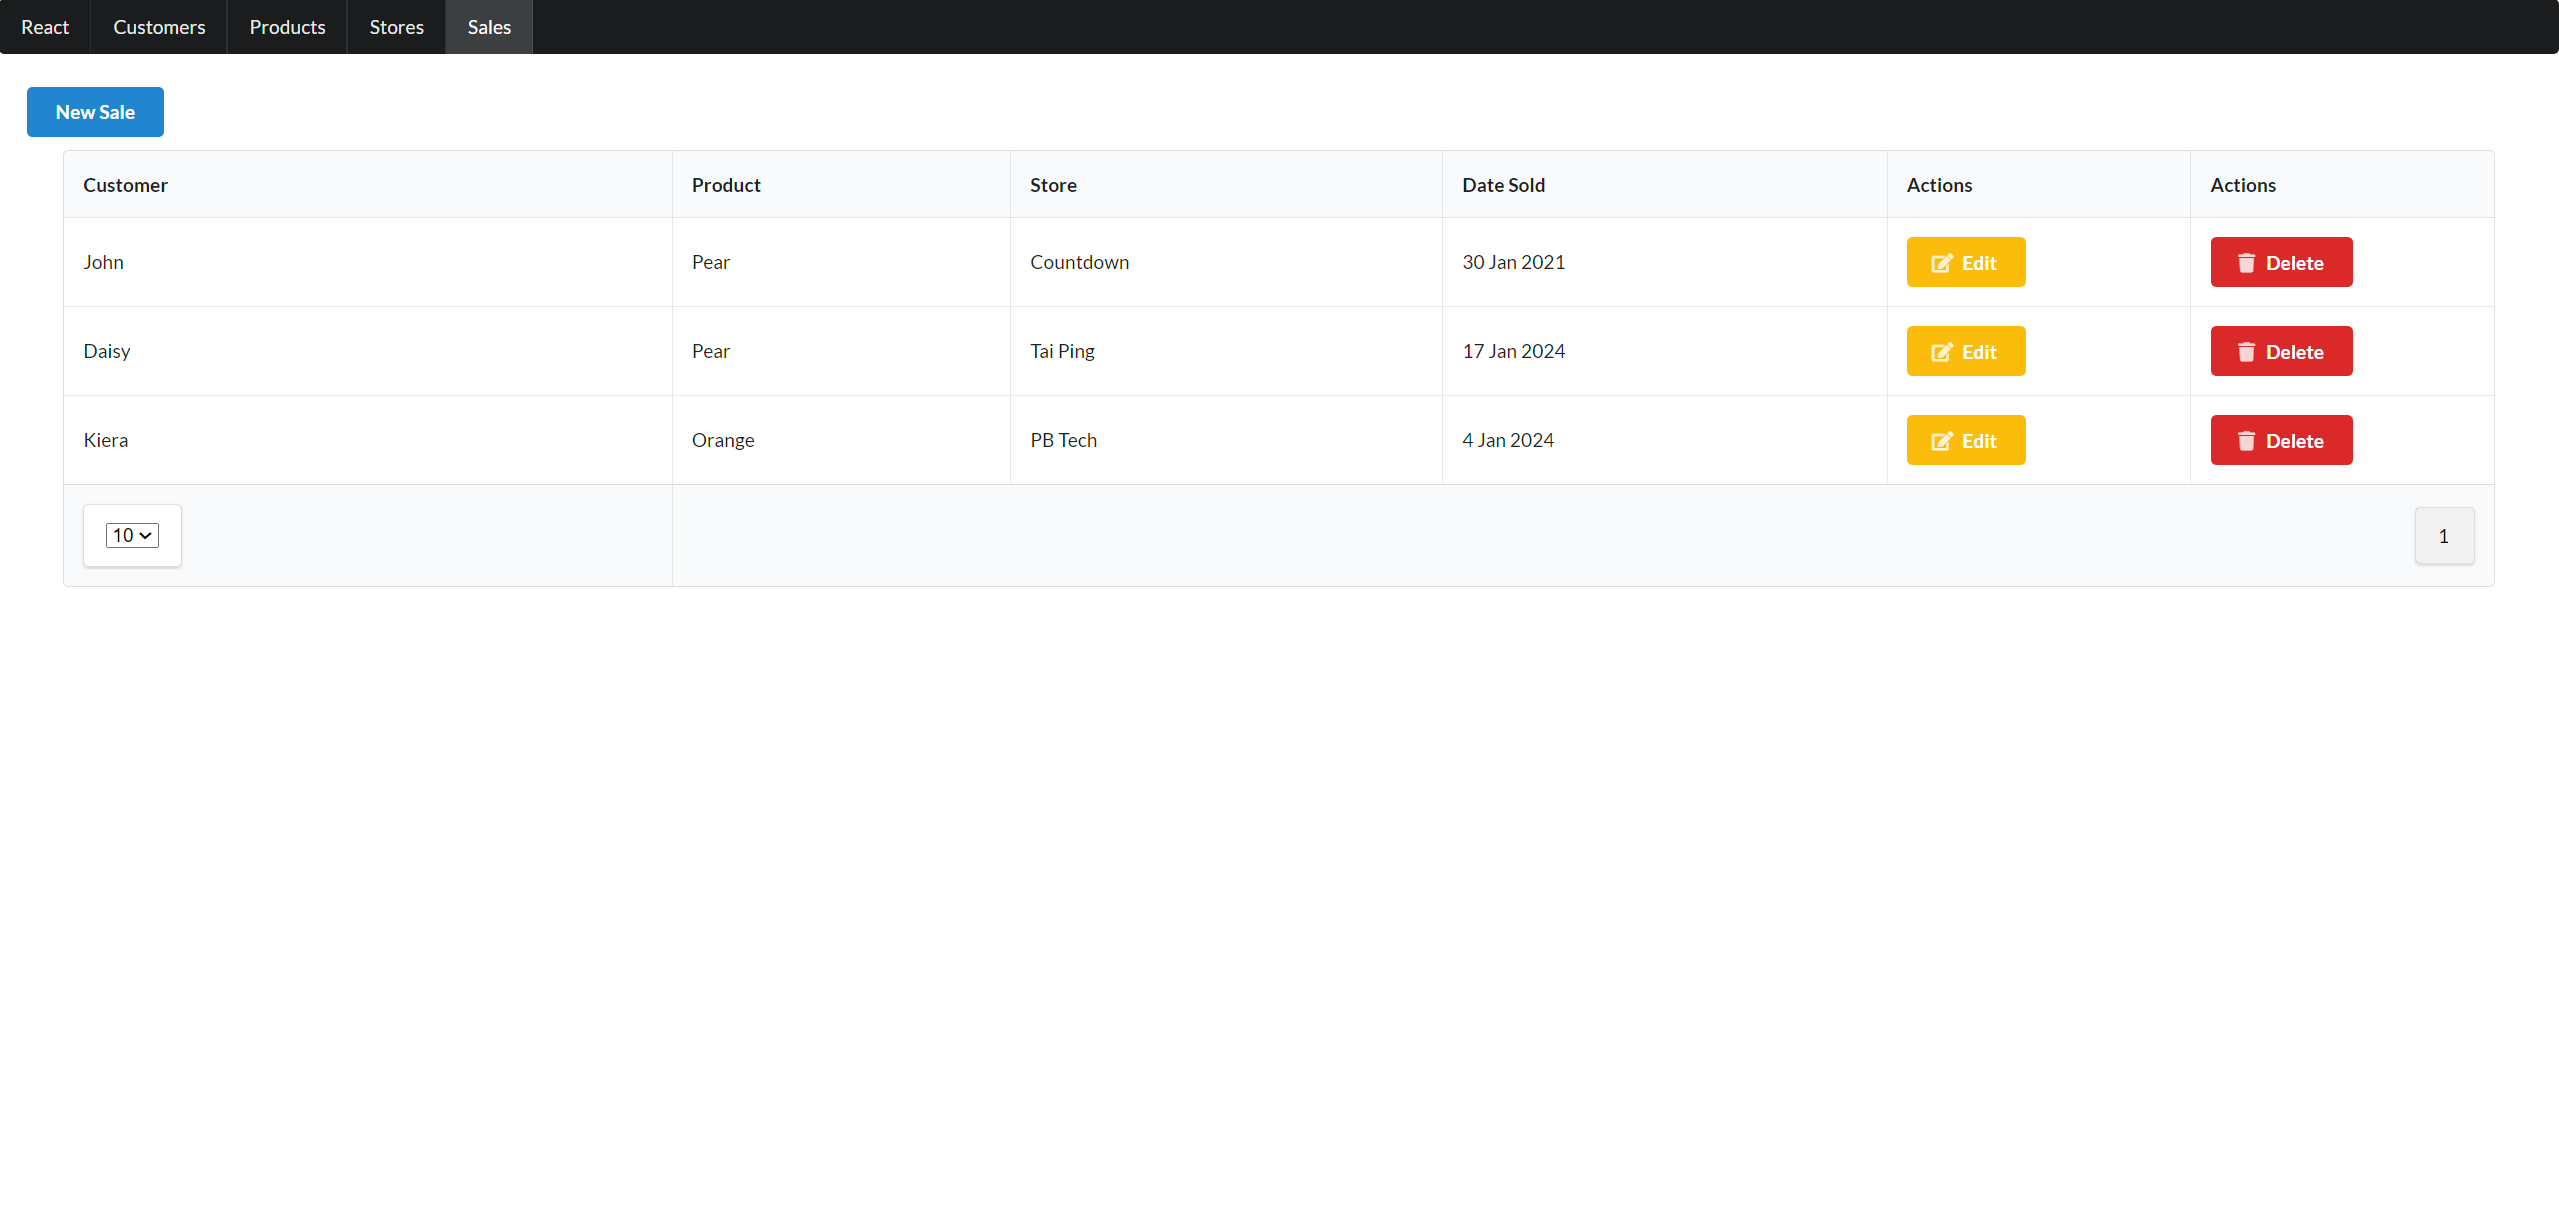 React Customers Products Stores Sales
New Sale
Customer Product Store Date Sold Actions Actions
John Pear Countdown 30 Jan 2021 Edit Delete
Daisy Pear Tai Ping 17 Jan 2024 Edit Delete
Kiera Orange PB Tech 4 Jan 2024 Edit Delete
10 1